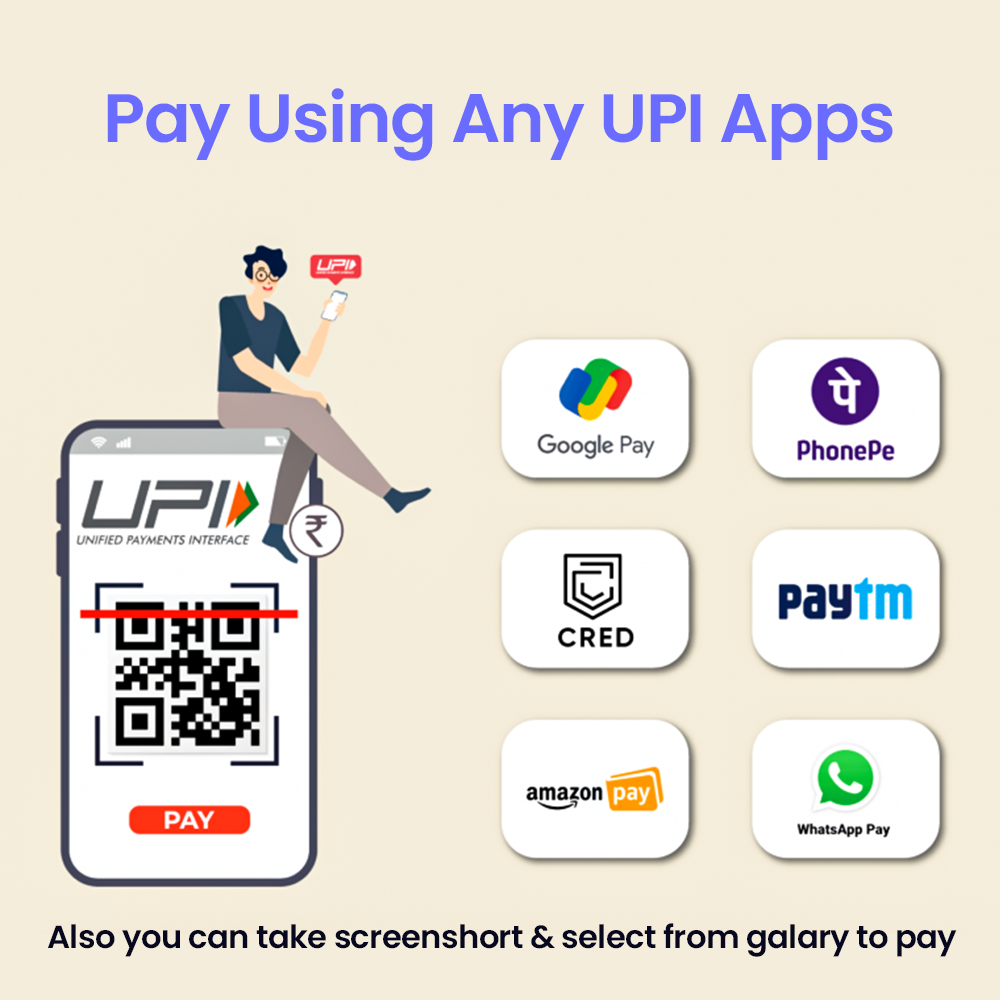 Pay Using Any UPI Apps
UPI
UPI
UNIFIED PAYMENTS INTERFACE
₹
PAY
Google Pay
पे
PhonePe
CRED
paytm
amazon pay
WhatsApp Pay
Also you can take screenshort & select from galary to pay